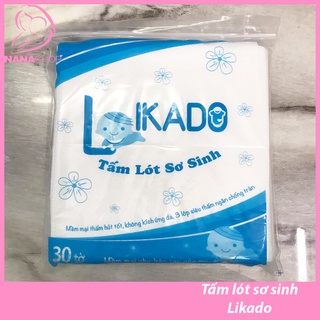 NANA SHOP
LIKADO
Tấm Lót Sơ Sinh
Mềm mại thấm hút tốt, không kích ứng da, 3 lớp siêu thấm ngăn chống tràn
30 tờ
Tấm lót sơ sinh
Likado